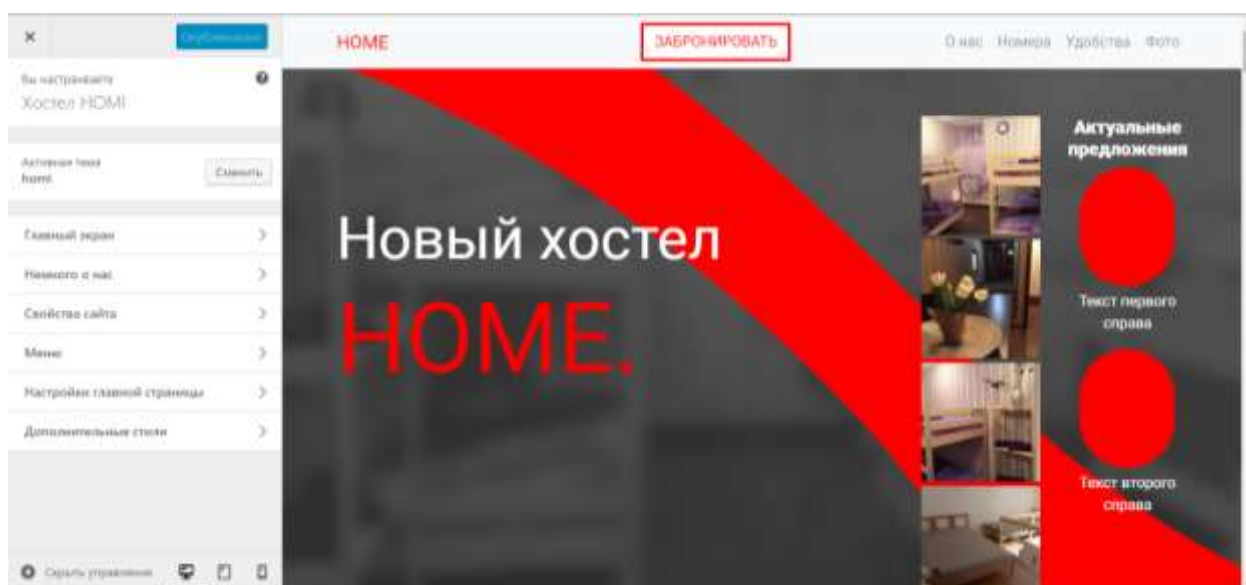 Опубликовано
HOME
ЗАБРОНИРОВАТЬ
О нас Номера Удобства Фото
Вы настраиваете
Хостел HOMI
Активная тема
homi
Сменить
Главный экран
Немного о нас
Свойства сайта
Меню
Настройки главной страницы
Дополнительные стили
Скрыть управление
Новый хостел
HOME.
Актуальные
предложения
Текст первого
справа
Текст второго
справа